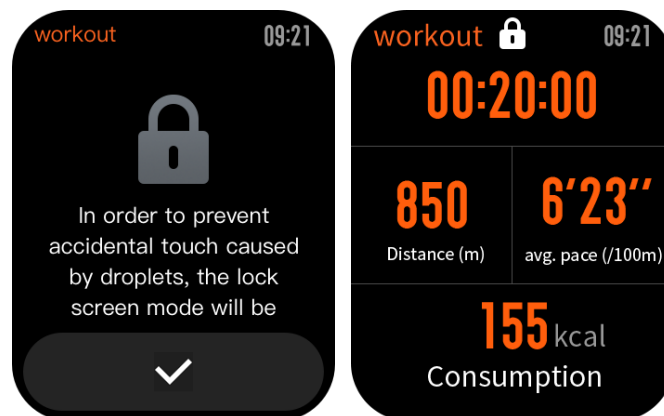 workout 09:21
In order to prevent
accidental touch caused
by droplets, the lock
screen mode will be
workout 09:21
00:20:00
850 6'23''
Distance (m) avg. pace (/100m)
155 kcal
Consumption